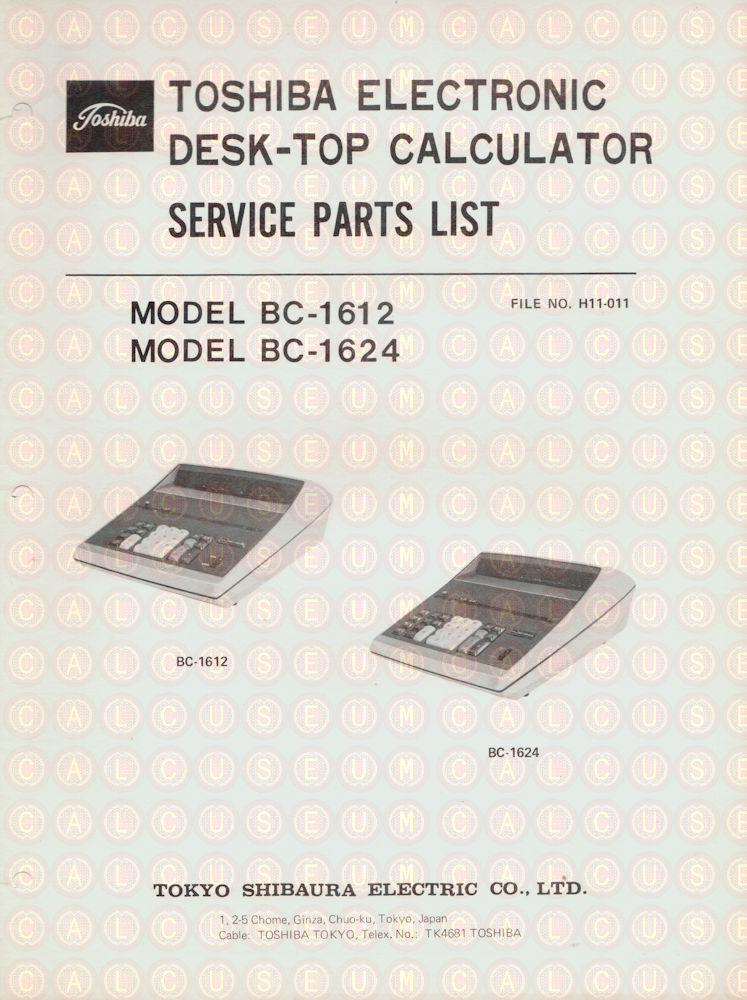 Toshiba
TOSHIBA ELECTRONIC
DESK-TOP CALCULATOR
SERVICE PARTS LIST
FILE NO. H11-011
MODEL BC-1612
MODEL BC-1624
BC-1612
BC-1624
TOKYO SHIBAURA ELECTRIC CO., LTD.
1, 2-5 Chome, Ginza, Chuo-ku, Tokyo, Japan
Cable: TOSHIBA TOKYO, Telex. No.: TK4681 TOSHIBA
CALCUSEUM